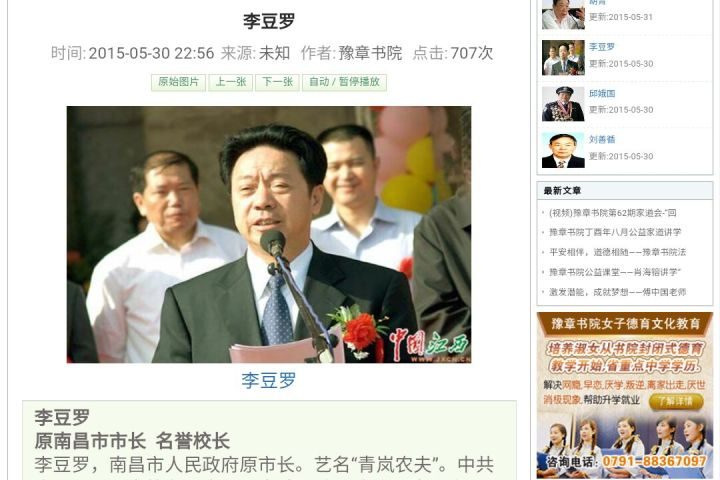 李豆罗
时间:2015-05-30 22:56 来源:未知 作者:豫章书院 点击:707次
原始图片 上一张 下一张 自动 / 暂停播放
中国江西
WWW.JXCN.CN
李豆罗
李豆罗
原南昌市市长 名誉校长
李豆罗，南昌市人民政府原市长。艺名“青岚农夫”。中共
更新:2015-05-31
李豆罗
更新:2015-05-30
邱娥国
更新:2015-05-30
刘善循
更新:2015-05-30
最新文章
(视频)豫章书院第62期家道会-“回
豫章书院丁酉年八月公益家道讲学
平安相伴，道德相随——豫章书院法
豫章书院公益课堂——肖海镕讲学”
激发潜能，成就梦想——傅中国老师
豫章书院女子德育文化教育
培养淑女从书院封闭式德育
教学开始,省重点中学学历.
解决网瘾,早恋,厌学,叛逆,离家出走,厌世
消极现象,帮助升学就业
了解详情
咨询电话：0791-88367097